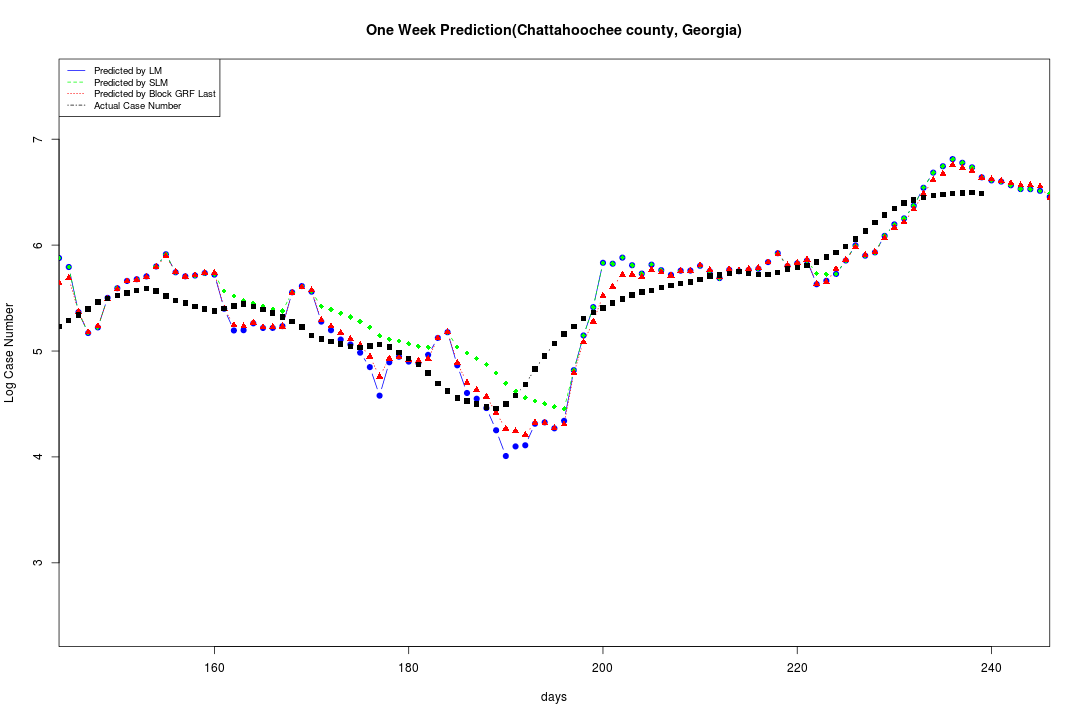 One Week Prediction(Chattahoochee county, Georgia)
Predicted by LM
Predicted by SLM
Predicted by Block GRF Last
Actual Case Number
Log Case Number
7
6
5
4
3
160
180
200
220
240
days